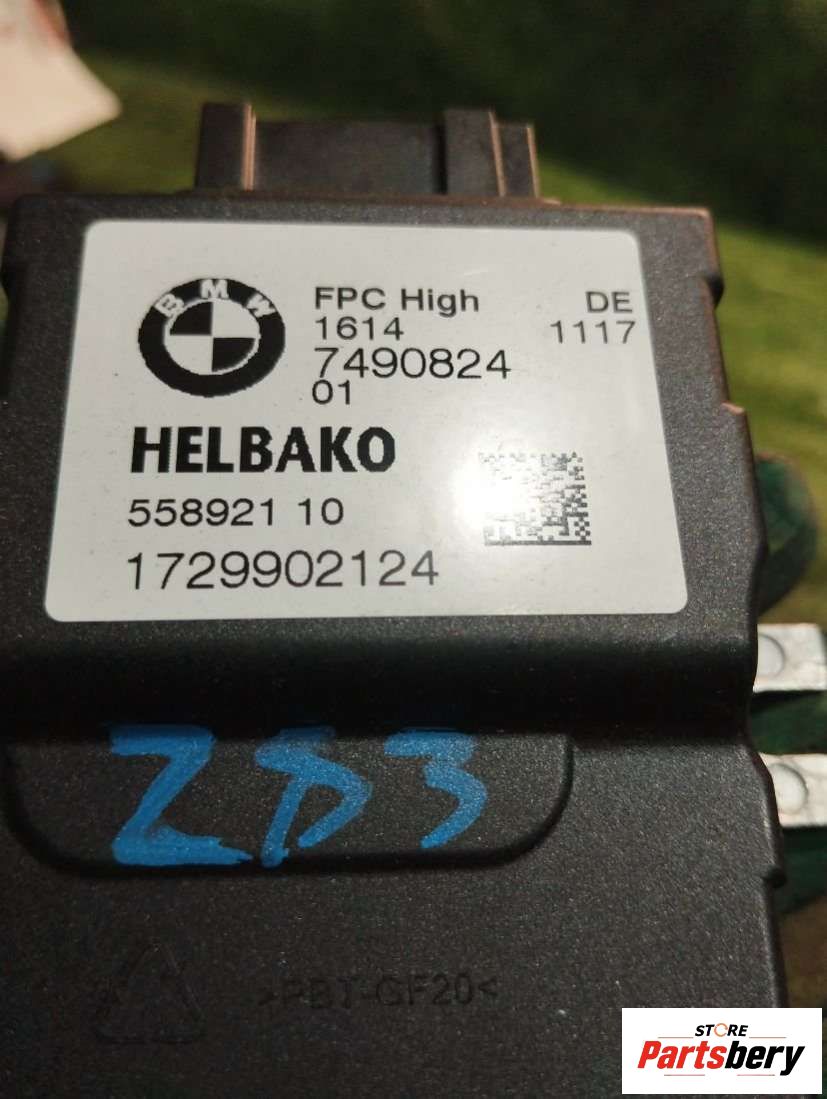 BMW
FPC High DE
1614 1117
7490824
01
HELBAKO
558921 10
1729902124
ZB3
>PBT-GF20<
STORE
Partsbery